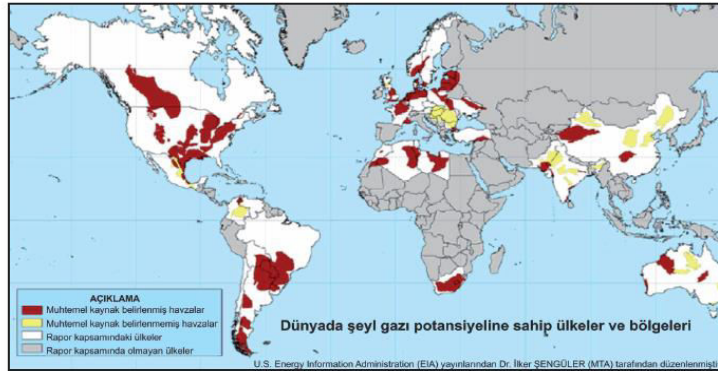 AÇIKLAMA
Muhtemel kaynak belirlenmiş havzalar
Muhtemel kaynak belirlenmemiş havzalar
Rapor kapsamındaki ülkeler
Rapor kapsamında olmayan ülkeler
Dünyada şeyl gazı potansiyeline sahip ülkeler ve bölgeleri
U.S. Energy Information Administration (EIA) yayınlarından Dr. İlker ŞENGÜLER (MTA) tarafından düzenlenmişti